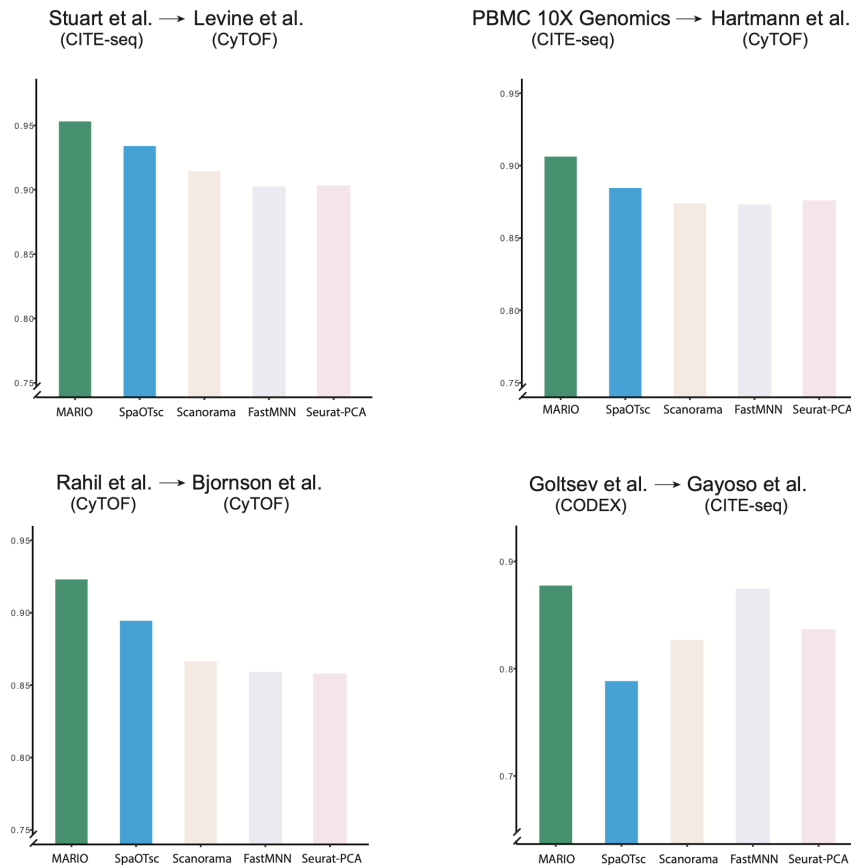 Stuart et al. → Levine et al.
(CITE-seq) (CyTOF)
0.95
0.90
0.85
0.80
0.75
MARIO SpaOTsc Scanorama FastMNN Seurat-PCA
PBMC 10X Genomics → Hartmann et al.
(CITE-seq) (CyTOF)
0.95
0.90
0.85
0.80
0.75
MARIO SpaOTsc Scanorama FastMNN Seurat-PCA
Rahil et al. → Bjornson et al.
(CyTOF) (CyTOF)
0.95
0.90
0.85
0.80
0.75
MARIO SpaOTsc Scanorama FastMNN Seurat-PCA
Goltsev et al. → Gayoso et al.
(CODEX) (CITE-seq)
0.9
0.8
0.7
MARIO SpaOTsc Scanorama FastMNN Seurat-PCA